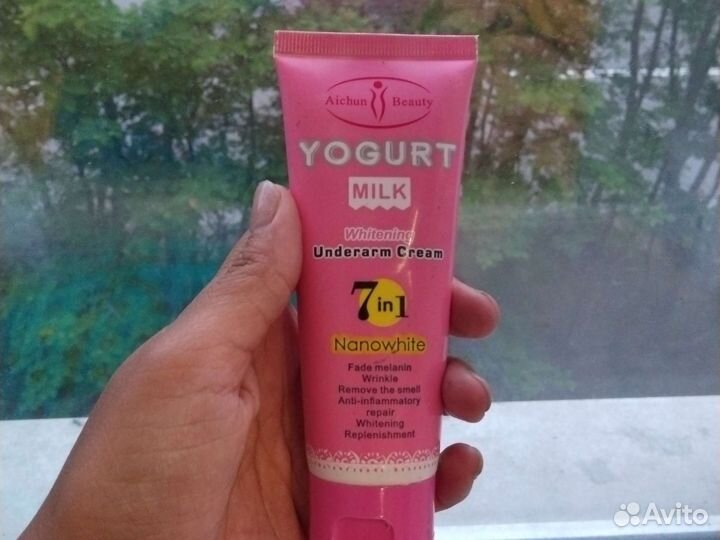 Aichun Beauty
YOGURT
MILK
Whitening
Underarm Cream
7in1
Nanowhite
Fade melanin
Wrinkle
Remove the smell
Anti-inflammatory
repair
Whitening
Replenishment
Avito